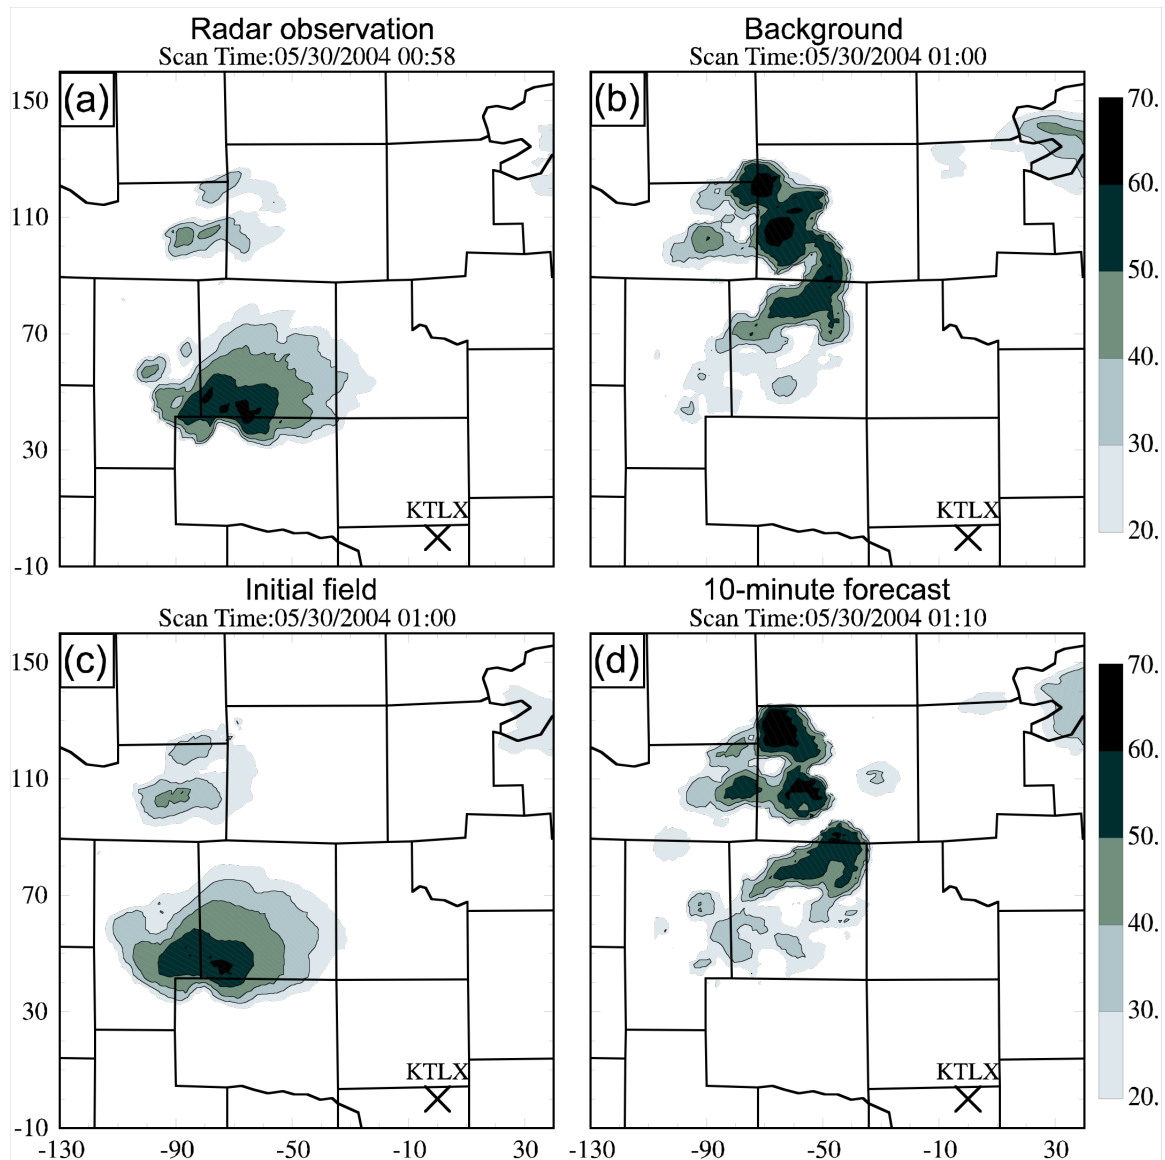 Radar observation
Scan Time:05/30/2004 00:58
Background
Scan Time:05/30/2004 01:00
(a)
(b)
150
110
70
30
-10
KTLX
KTLX
70.
60.
50.
40.
30.
20.
Initial field
Scan Time:05/30/2004 01:00
10-minute forecast
Scan Time:05/30/2004 01:10
(c)
(d)
150
110
70
30
-10
KTLX
KTLX
70.
60.
50.
40.
30.
20.
-130 -90 -50 -10 30
-90 -50 -10 30